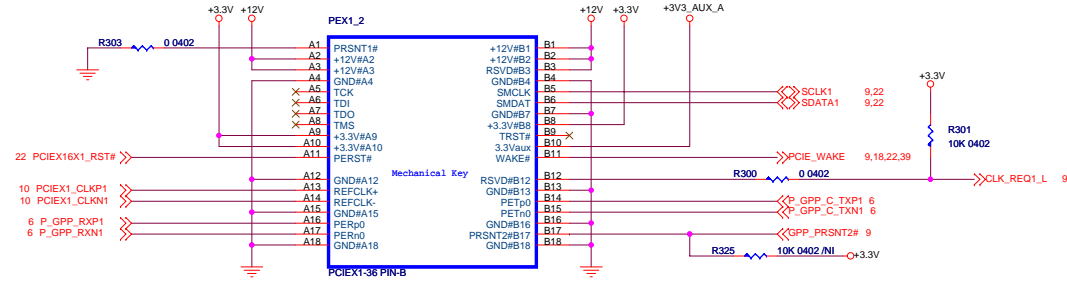 +3.3V +12V PEX1_2 +12V +3.3V +3V3_AUX_A
R303 0 0402 A1 PRSNT1# +12V#B1 B1
A2 +12V#A2 +12V#B2 B2
A3 +12V#A3 RSVD#B3 B3
A4 GND#A4 GND#B4 B4
A5 TCK SMCLK B5 SCLK1 9,22
A6 TDI SMDAT B6 SDATA1 9,22
A7 TDO GND#B7 B7
A8 TMS +3.3V#B8 B8
A9 +3.3V#A9 TRST# B9
A10 +3.3V#A10 3.3Vaux B10
22 PCIEX16X1_RST# A11 PERST# WAKE# B11 PCIE_WAKE 9,18,22,39
+3.3V
R301
10K 0402
Mechanical Key
A12 GND#A12 RSVD#B12 B12 R300 0 0402 CLK_REQ1_L 9
10 PCIEX1_CLKP1 A13 REFCLK+ GND#B13 B13
10 PCIEX1_CLKN1 A14 REFCLK- PETp0 B14 P_GPP_C_TXP1 6
A15 GND#A15 PETn0 B15 P_GPP_C_TXN1 6
6 P_GPP_RXP1 A16 PERp0 GND#B16 B16
6 P_GPP_RXN1 A17 PERn0 PRSNT2#B17 B17 GPP_PRSNT2# 9
A18 GND#A18 GND#B18 B18
R325 10K 0402 /NI +3.3V
PCIEX1-36 PIN-B